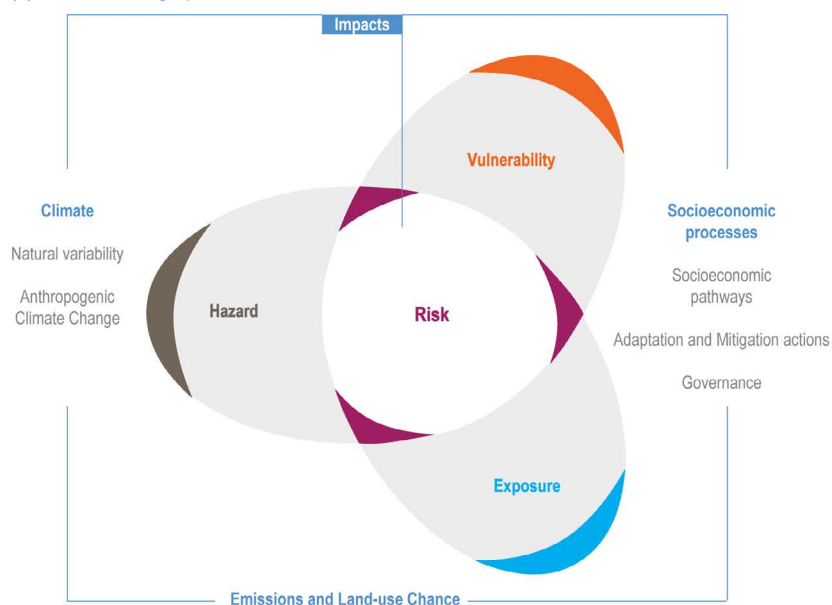 Impacts
Vulnerability
Climate
Natural variability
Anthropogenic
Climate Change
Hazard
Risk
Socioeconomic
processes
Socioeconomic
pathways
Adaptation and Mitigation actions
Governance
Exposure
Emissions and Land-use Chance